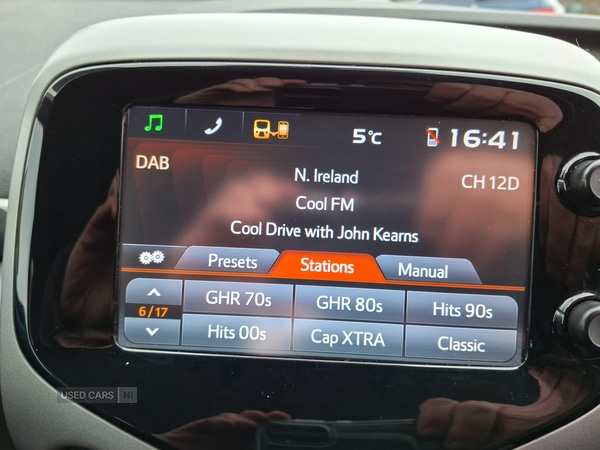 5°C 16:41
DAB
N. Ireland
CH 12D
Cool FM
Cool Drive with John Kearns
Presets Stations Manual
GHR 70s GHR 80s Hits 90s
6/17
Hits 00s Cap XTRA Classic
USED CARS NI